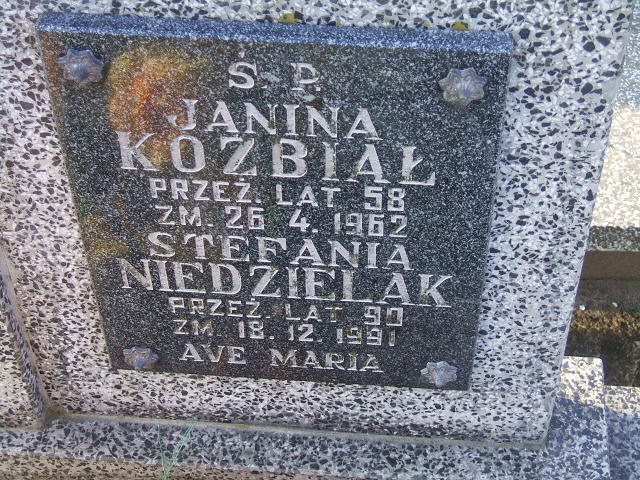 Ś. P.
JANINA
KOZBIAŁ
PRZEŻ. LAT 58
ZM. 26.4.1962
STEFANIA
NIEDZIELAK
PRZEŻ. LAT 90
ZM. 18.12.1991
AVE MARIA